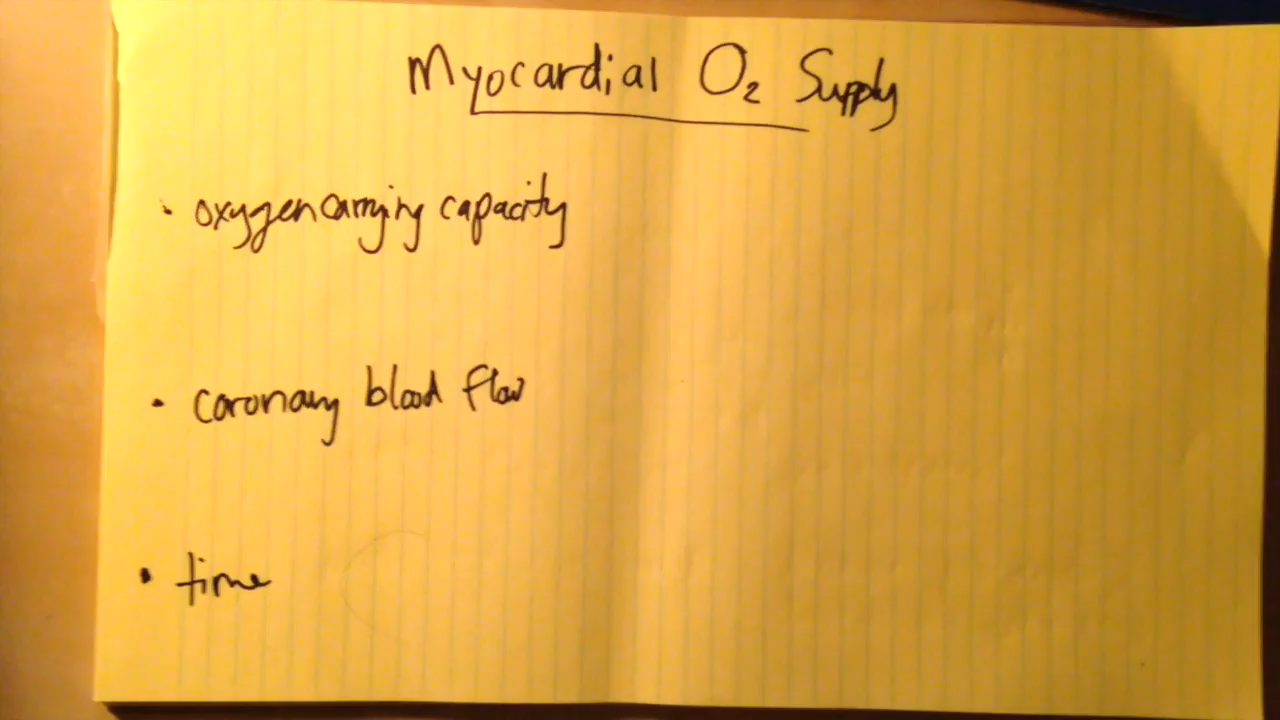 Myocardial O₂ Supply
• oxygen carrying capacity
• coronary blood flow
• time